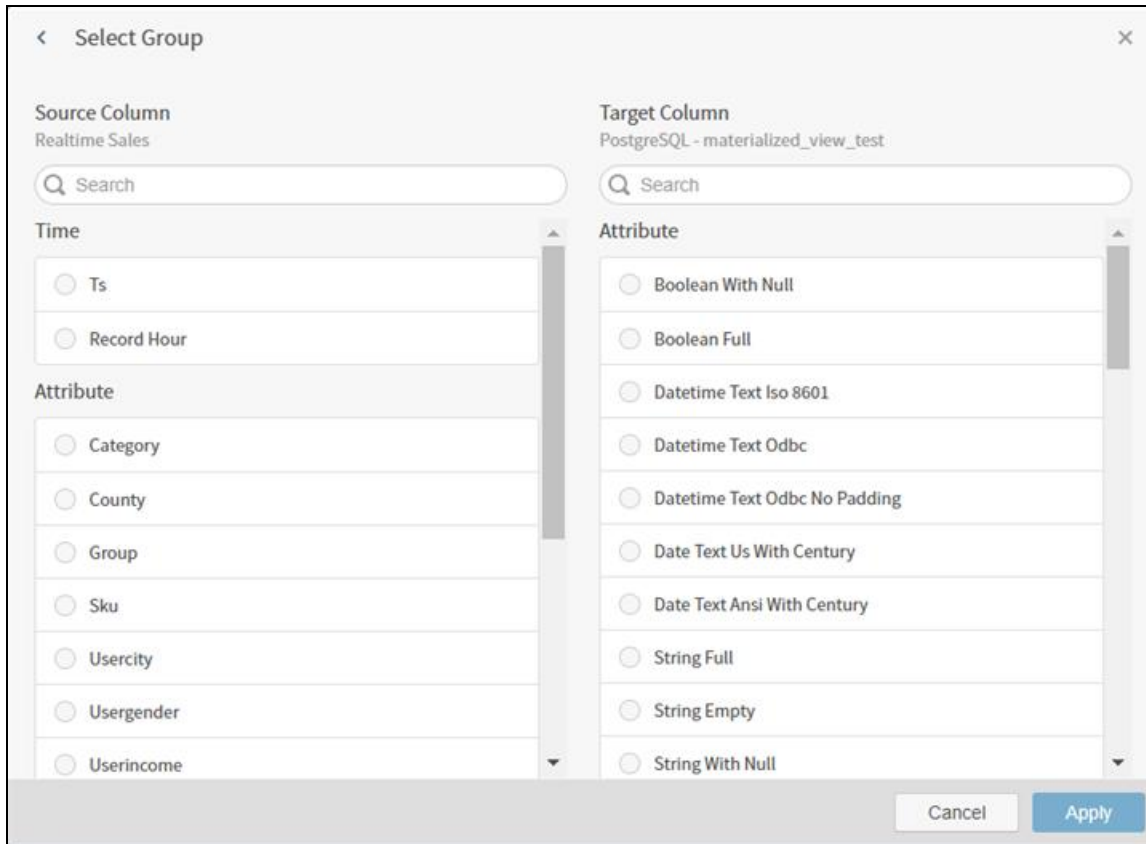 Select Group
Source Column
Realtime Sales
Search
Time
Ts
Record Hour
Attribute
Category
County
Group
Sku
Usercity
Usergender
Userincome
Target Column
PostgreSQL - materialized_view_test
Search
Attribute
Boolean With Null
Boolean Full
Datetime Text Iso 8601
Datetime Text Odbc
Datetime Text Odbc No Padding
Date Text Us With Century
Date Text Ansi With Century
String Full
String Empty
String With Null
Cancel
Apply